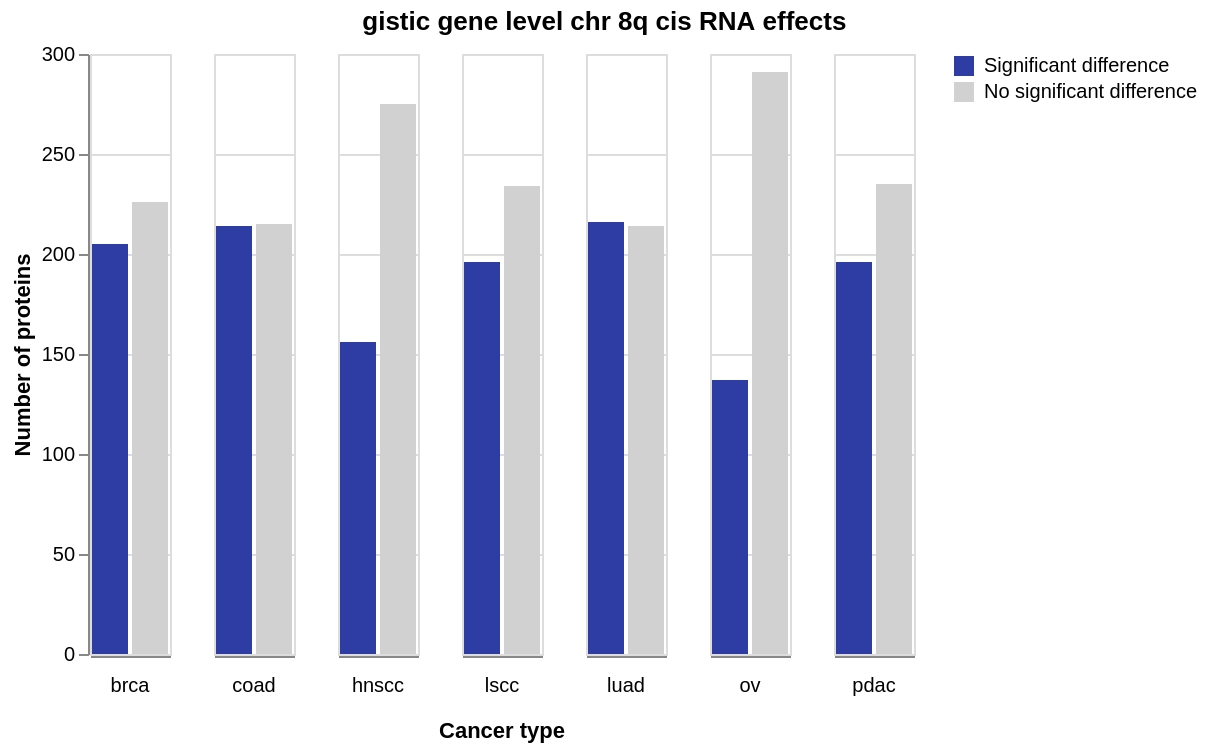 gistic gene level chr 8q cis RNA effects
Significant difference
No significant difference
Number of proteins
300
250
200
150
100
50
0
brca coad hnscc lscc luad ov pdac
Cancer type